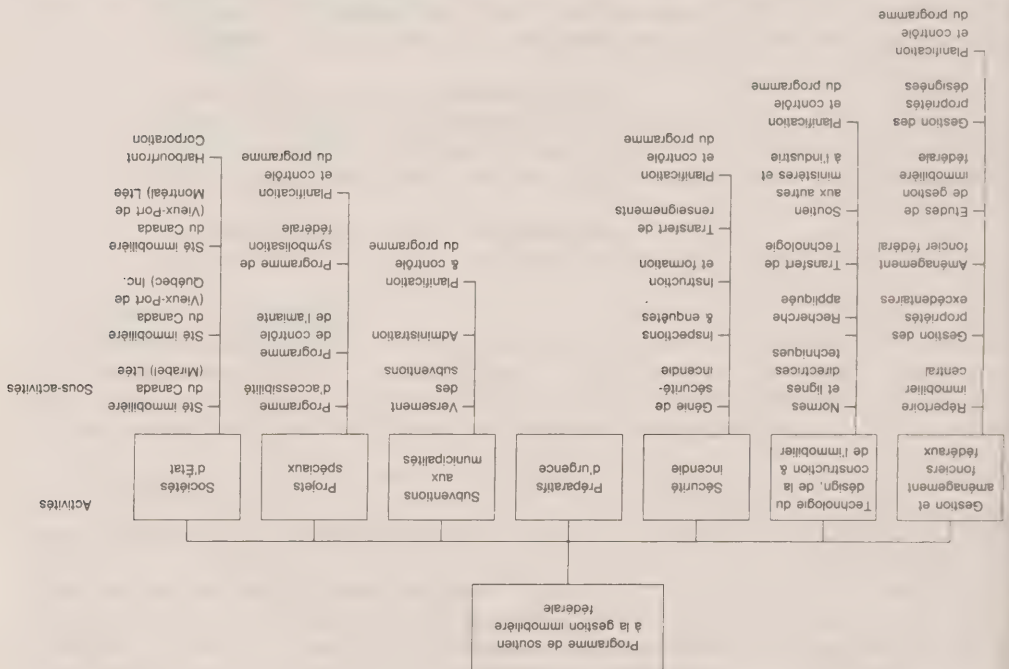 Programme de soutien
à la gestion immobilière
fédérale
Activités
Gestion et
aménagement
fonciers
fédéraux
Technologie du
désign, de la
construction &
de l'immobilier
Sécurité
incendie
Préparatifs
d'urgence
Subventions
aux
municipalités
Projets
spéciaux
Sociétés
d'État
Sous-activités
Répertoire
immobilier
central
Gestion des
propriétés
excédentaires
Aménagement
foncier fédéral
Etudes de
de gestion
immobilière
fédérale
Gestion des
propriétés
désignées
Planification
et contrôle
du programme
Normes
et lignes
directrices
techniques
Recherche
appliquée
Transfert de
Technologie
Soutien
aux autres
ministères et
à l'industrie
Planification
et contrôle
du programme
Génie de
sécurité-
incendie
Inspections
& enquêtes
Instruction
et formation
Transfert de
renseignements
Planification
et contrôle
du programme
Versement
des
subventions
Administration
Planification
& contrôle
du programme
Programme
d'accessibilité
Programme
de contrôle
de l'amiante
Programme de
symbolisation
fédérale
Planification
et contrôle
du programme
Sté immobilière
du Canada
(Mirabel) Ltée
Sté immobilière
du Canada
(Vieux-Port de
Québec) Inc.
Sté immobilière
du Canada
(Vieux-Port de
Montréal) Ltée
Harbourfront
Corporation